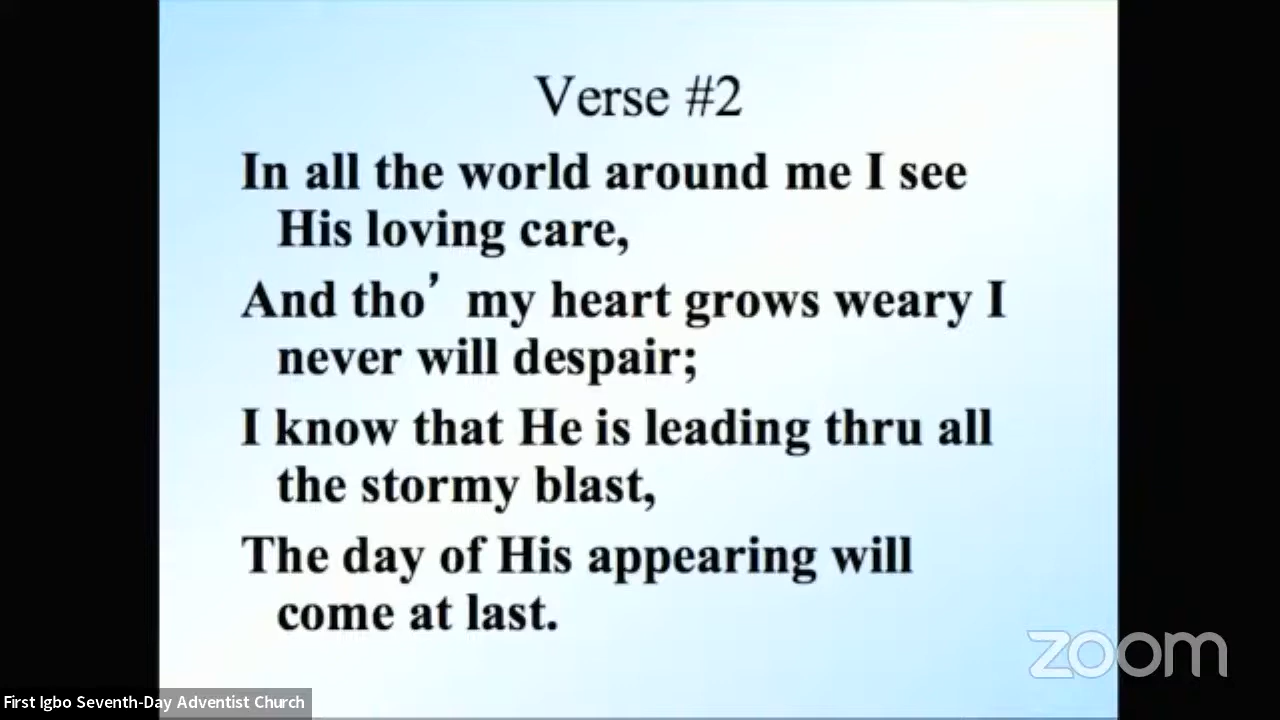 Verse #2
In all the world around me I see
His loving care,
And tho’ my heart grows weary I
never will despair;
I know that He is leading thru all
the stormy blast,
The day of His appearing will
come at last.
zoom
First Igbo Seventh-Day Adventist Church